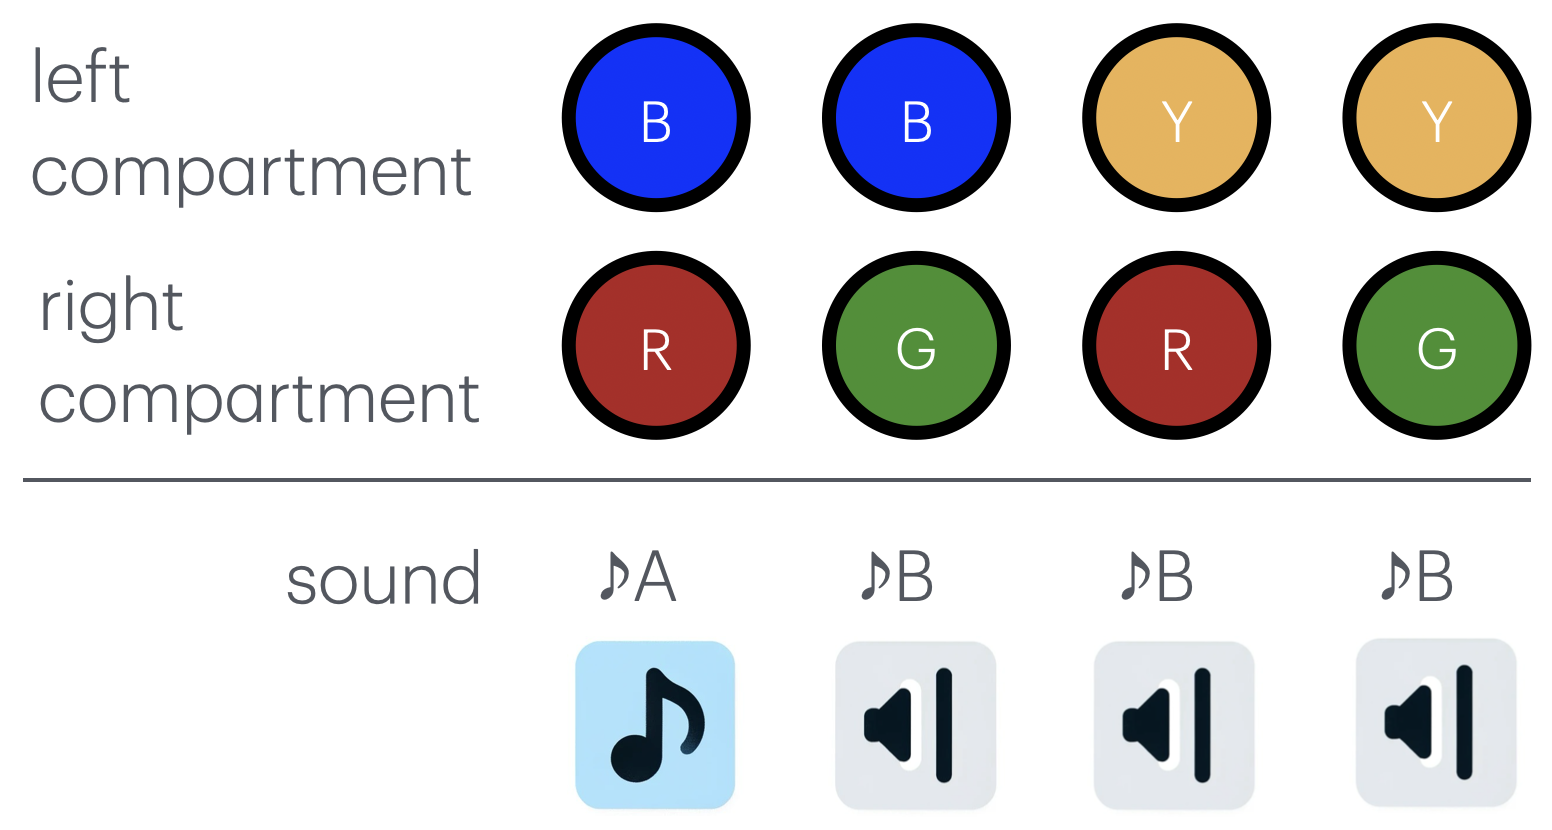 left
compartment
B B Y Y
right
compartment
R G R G
sound ♪A ♪B ♪B ♪B